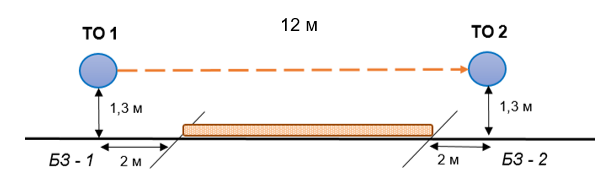 12 м
ТО 1
ТО 2
1,3 м
1,3 м
БЗ - 1
2 м
2 м
БЗ - 2